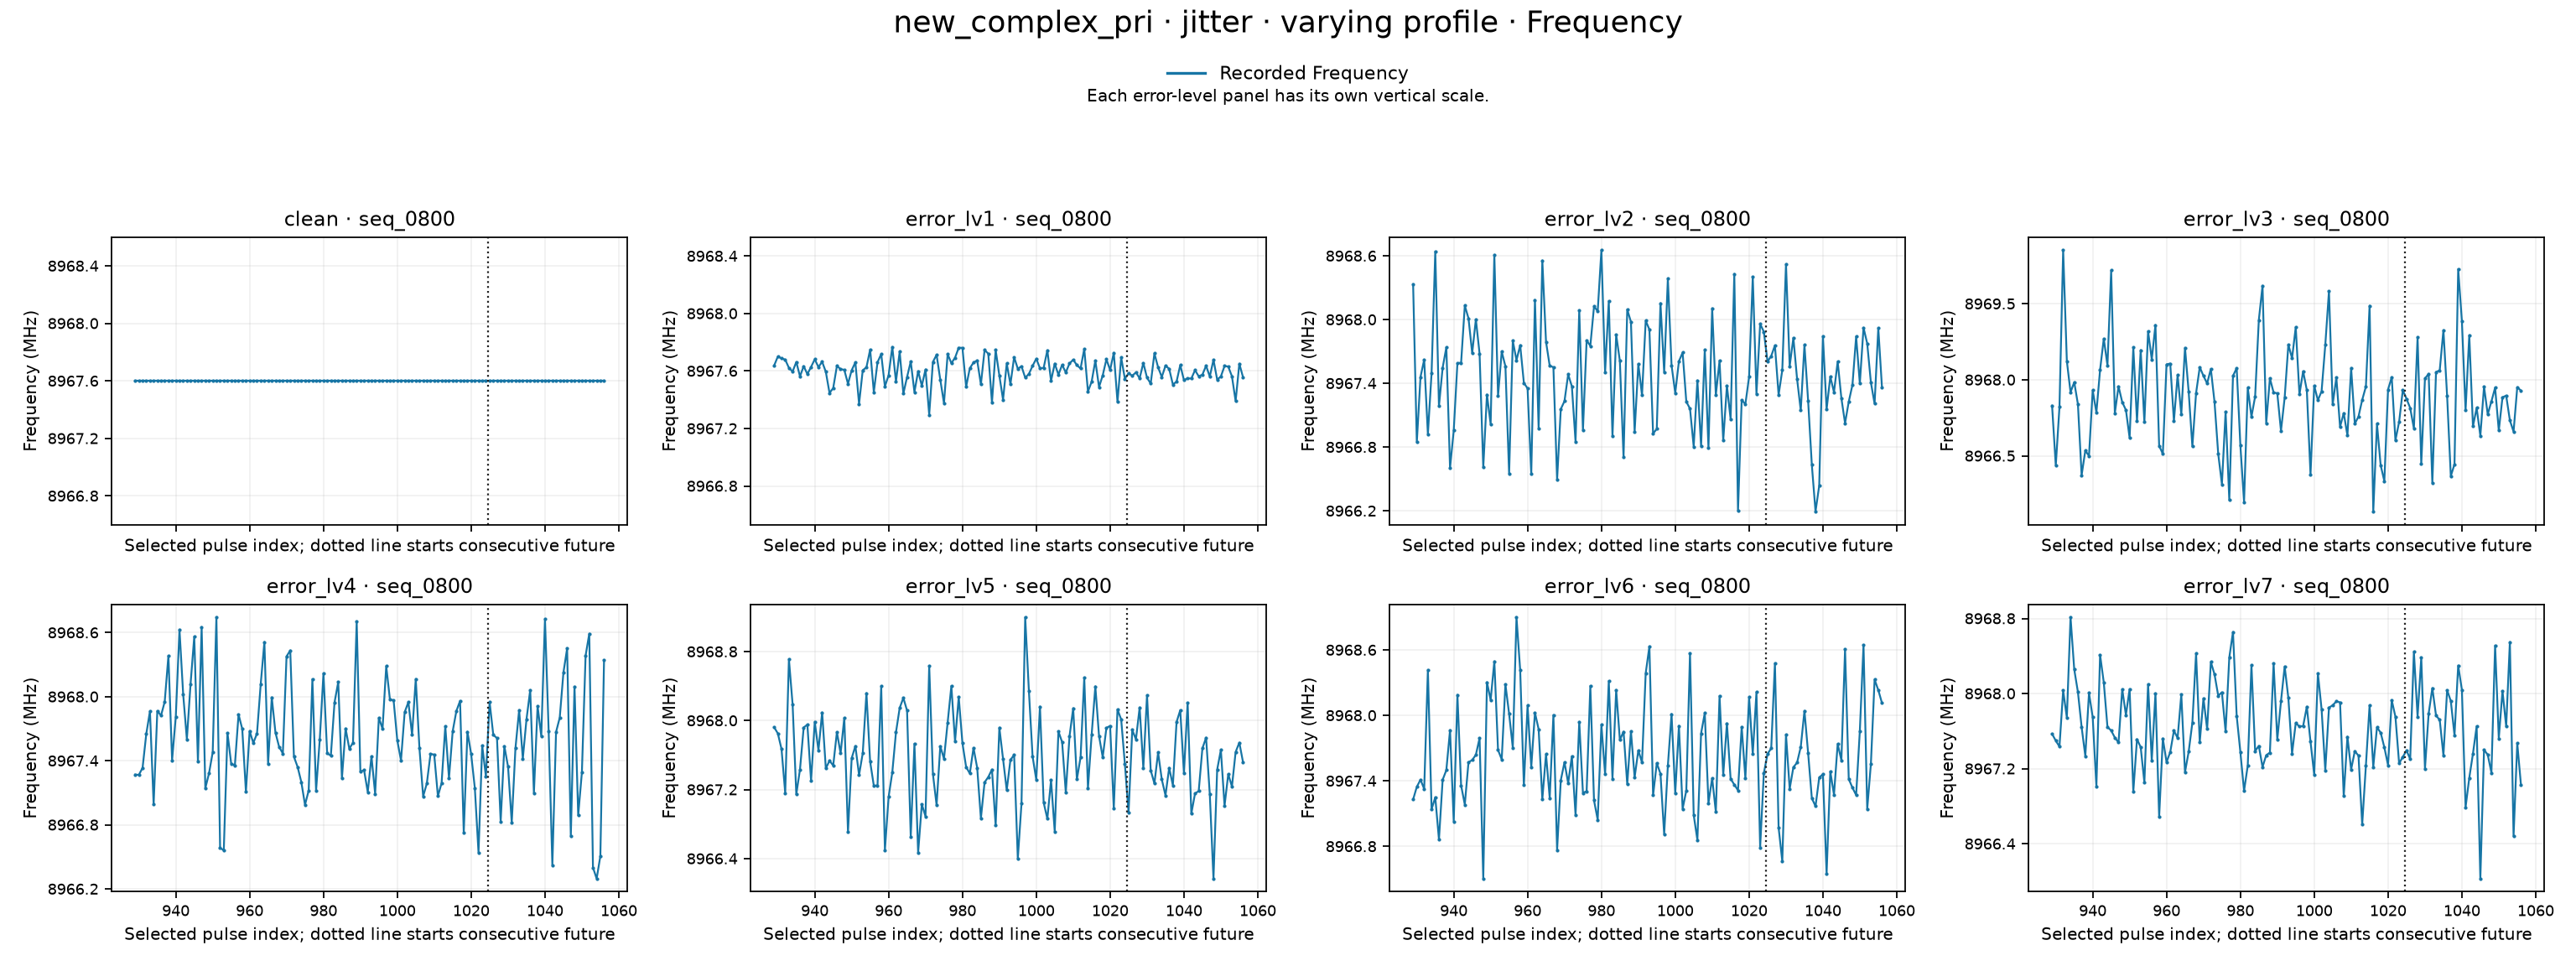 new_complex_pri · jitter · varying profile · Frequency
Recorded Frequency
Each error-level panel has its own vertical scale.
clean · seq_0800
Frequency (MHz)
8968.4
8968.0
8967.6
8967.2
8966.8
Selected pulse index; dotted line starts consecutive future
error_lv1 · seq_0800
Frequency (MHz)
8968.4
8968.0
8967.6
8967.2
8966.8
Selected pulse index; dotted line starts consecutive future
error_lv2 · seq_0800
Frequency (MHz)
8968.6
8968.0
8967.4
8966.8
8966.2
Selected pulse index; dotted line starts consecutive future
error_lv3 · seq_0800
Frequency (MHz)
8969.5
8968.0
8966.5
Selected pulse index; dotted line starts consecutive future
error_lv4 · seq_0800
Frequency (MHz)
8968.6
8968.0
8967.4
8966.8
8966.2
940 960 980 1000 1020 1040 1060
Selected pulse index; dotted line starts consecutive future
error_lv5 · seq_0800
Frequency (MHz)
8968.8
8968.0
8967.2
8966.4
940 960 980 1000 1020 1040 1060
Selected pulse index; dotted line starts consecutive future
error_lv6 · seq_0800
Frequency (MHz)
8968.6
8968.0
8967.4
8966.8
940 960 980 1000 1020 1040 1060
Selected pulse index; dotted line starts consecutive future
error_lv7 · seq_0800
Frequency (MHz)
8968.8
8968.0
8967.2
8966.4
940 960 980 1000 1020 1040 1060
Selected pulse index; dotted line starts consecutive future